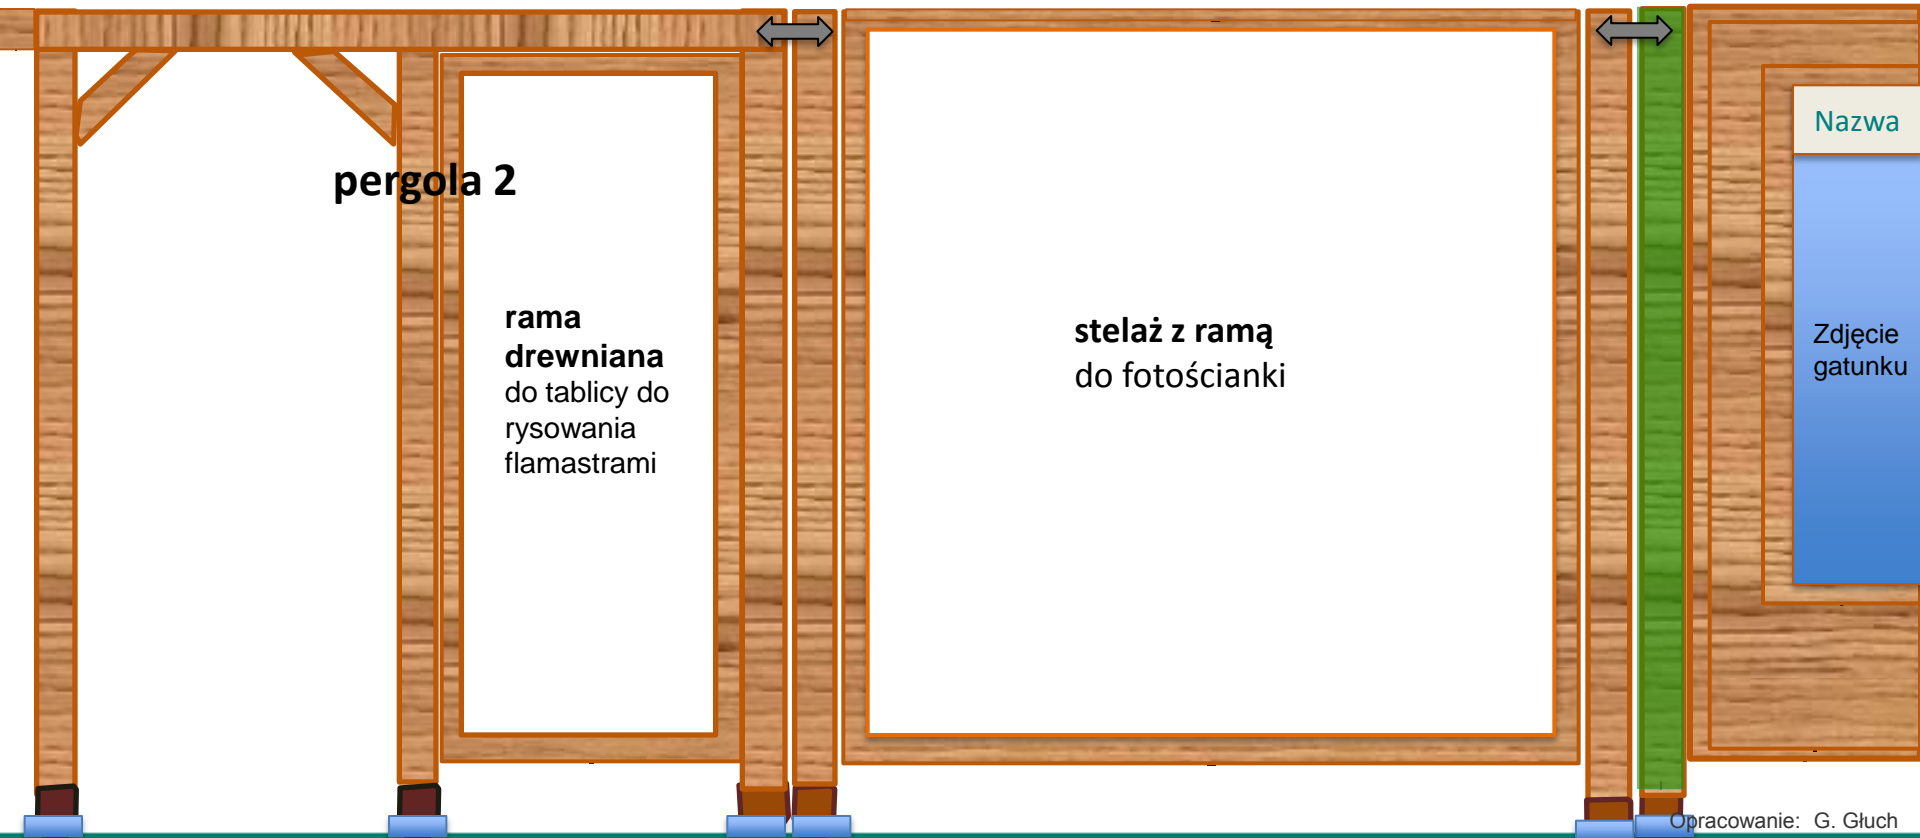 Nazwa
pergola 2
rama
drewniana
do tablicy do
rysowania
flamastrami
stelaż z ramą
do fotościanki
Zdjęcie
gatunku
Opracowanie: G. Głuch